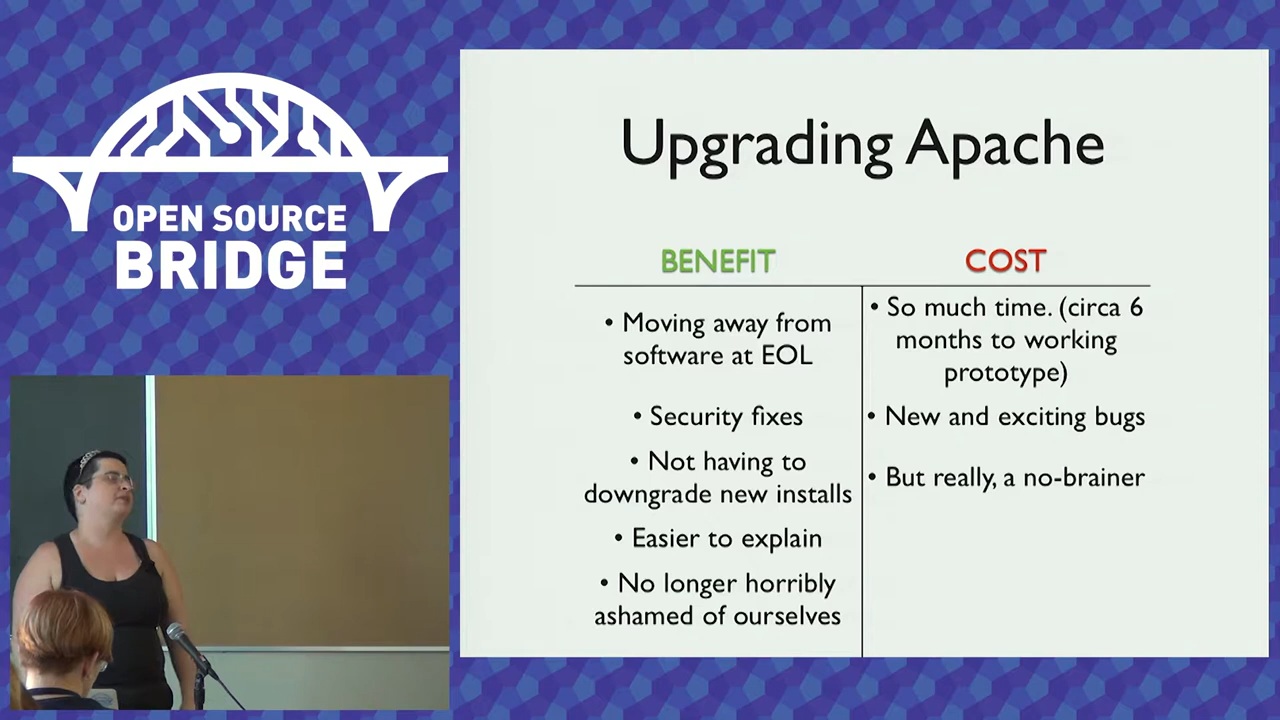 OPEN SOURCE
BRIDGE
Upgrading Apache
BENEFIT
COST
• Moving away from
software at EOL
• Security fixes
• Not having to
downgrade new installs
• Easier to explain
• No longer horribly
ashamed of ourselves
• So much time. (circa 6
months to working
prototype)
• New and exciting bugs
• But really, a no-brainer